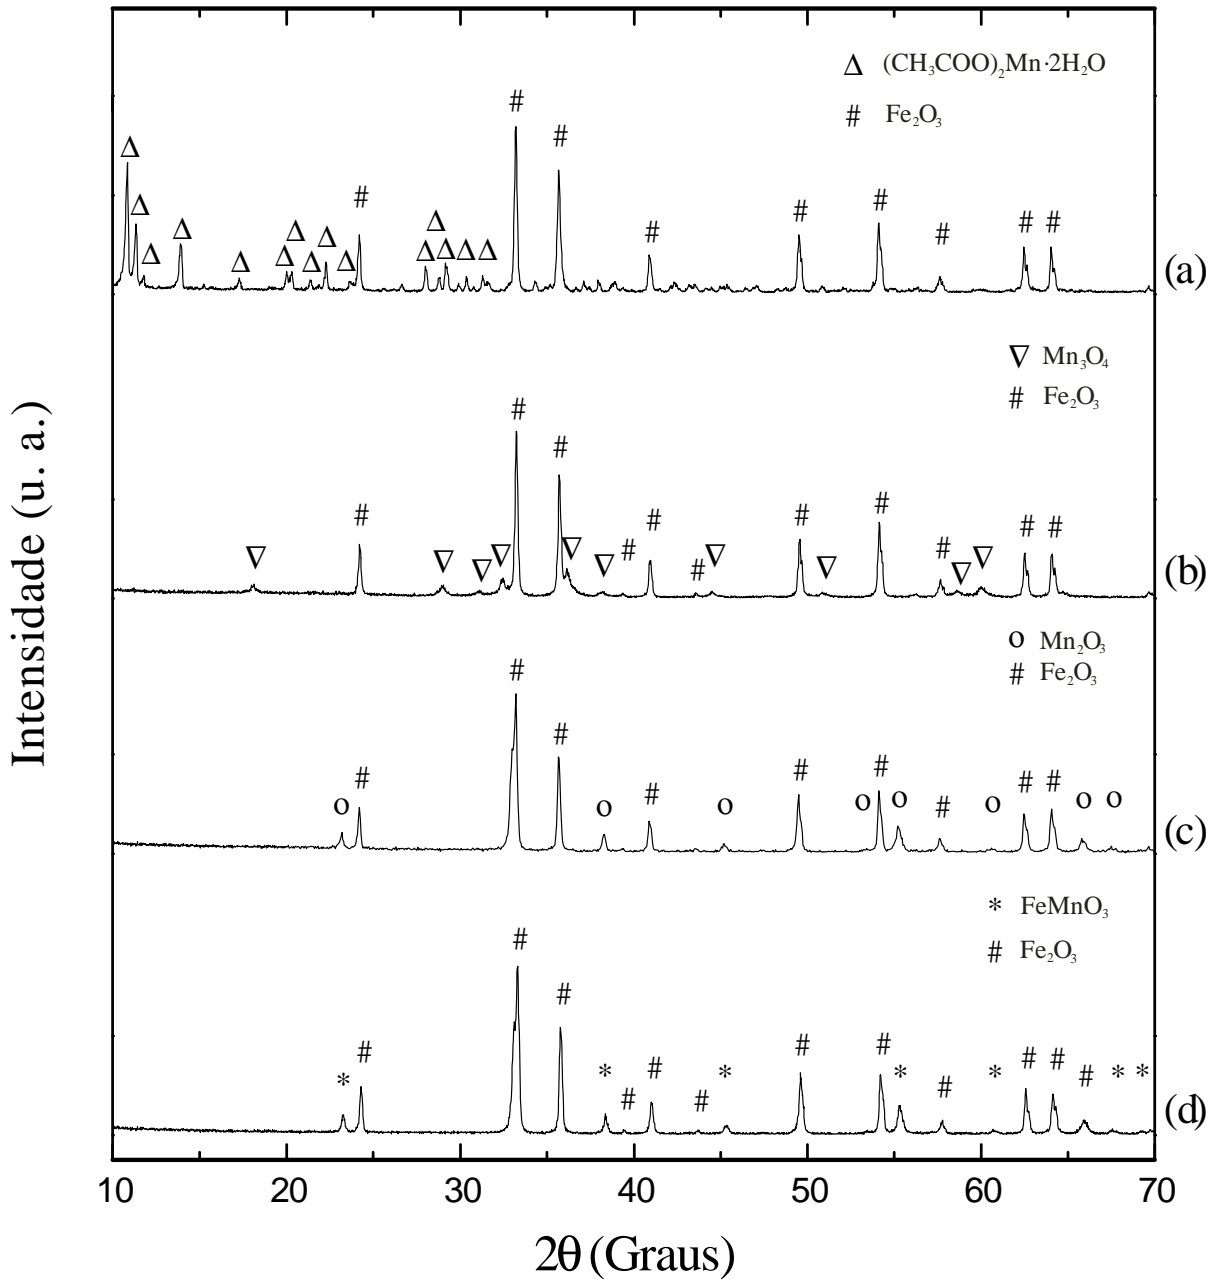 Δ (CH₃COO)₂Mn·2H₂O
# Fe₂O₃
(a)
∇ Mn₃O₄
# Fe₂O₃
(b)
o Mn₂O₃
# Fe₂O₃
(c)
* FeMnO₃
# Fe₂O₃
(d)
Intensidade (u. a.)
10 20 30 40 50 60 70
2θ (Graus)